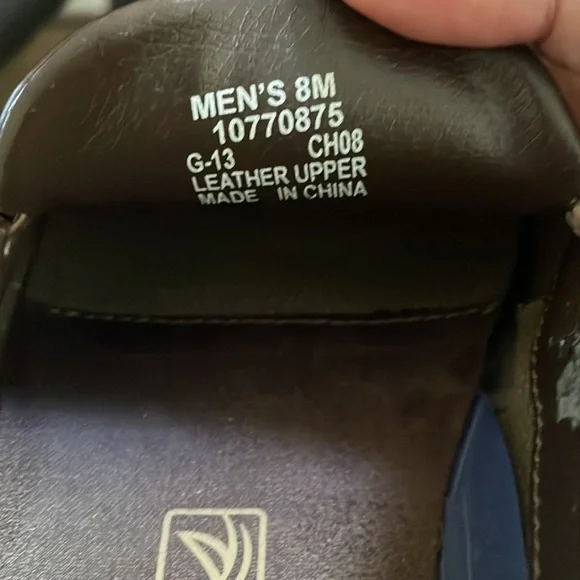 MEN'S 8M
10770875
G-13 CH08
LEATHER UPPER
MADE IN CHINA